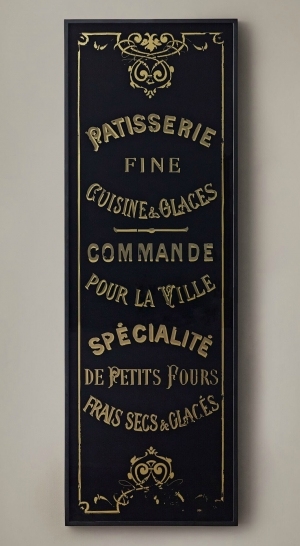 PATISSERIE
FINE
CUISINE & GLACES
COMMANDE
POUR LA VILLE
SPÉCIALITÉ
DE PETITS FOURS
FRAIS SECS & GLACÉS